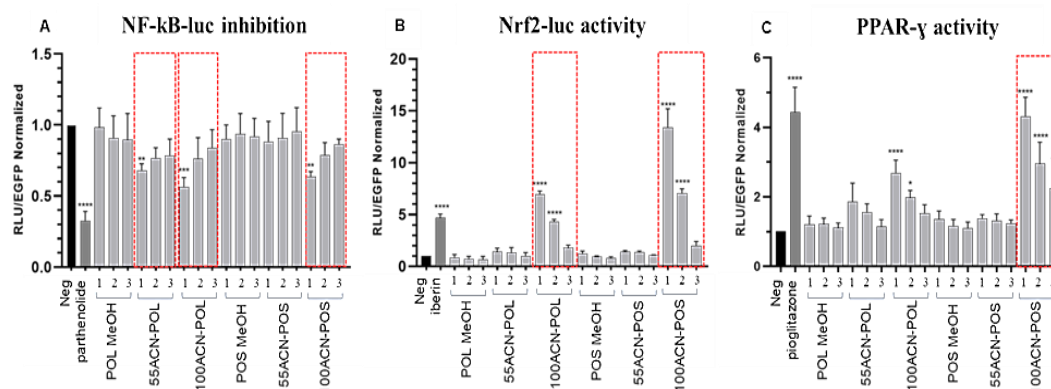 A NF-kB-luc inhibition
RLU/EGFP Normalized
1.5
1.0
0.5
0.0
**** ** *** **
Neg
parthenolide
1 2 3 1 2 3 1 2 3 1 2 3 1 2 3 1 2 3
POL MeOH
55ACN-POL
100ACN-POL
POS MeOH
55ACN-POS
00ACN-POS
B Nrf2-luc activity
RLU/EGFP Normalized
20
15
10
5
0
**** **** **** **** ****
Neg
iberin
1 2 3 1 2 3 1 2 3 1 2 3 1 2 3 1 2 3
POL MeOH
55ACN-POL
100ACN-POL
POS MeOH
55ACN-POS
100ACN-POS
C PPAR-ɣ activity
RLU/EGFP Normalized
6
4
2
0
**** **** * **** ****
Neg
pioglitazone
1 2 3 1 2 3 1 2 3 1 2 3 1 2 3 1 2
POL MeOH
55ACN-POL
100ACN-POL
POS MeOH
55ACN-POS
00ACN-POS